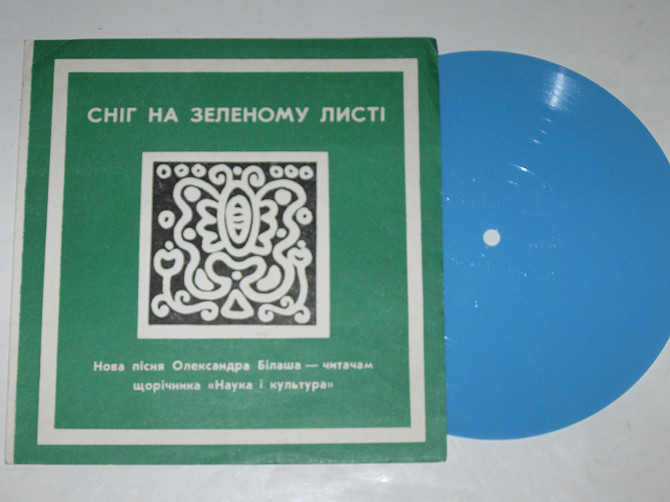 СНІГ НА ЗЕЛЕНОМУ ЛИСТІ
Нова пісня Олександра Білаша — читачам
щорічника «Наука і культура»